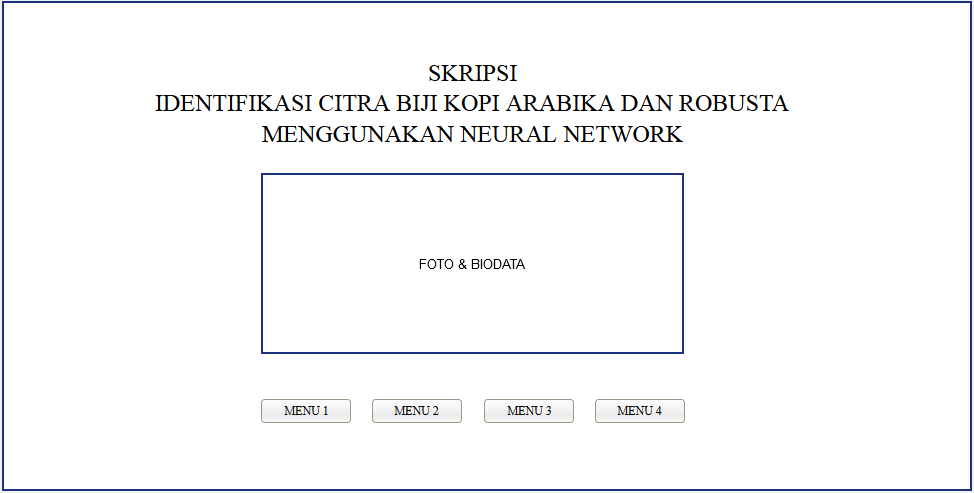 SKRIPSI
IDENTIFIKASI CITRA BIJI KOPI ARABIKA DAN ROBUSTA
MENGGUNAKAN NEURAL NETWORK
FOTO & BIODATA
MENU 1 MENU 2 MENU 3 MENU 4